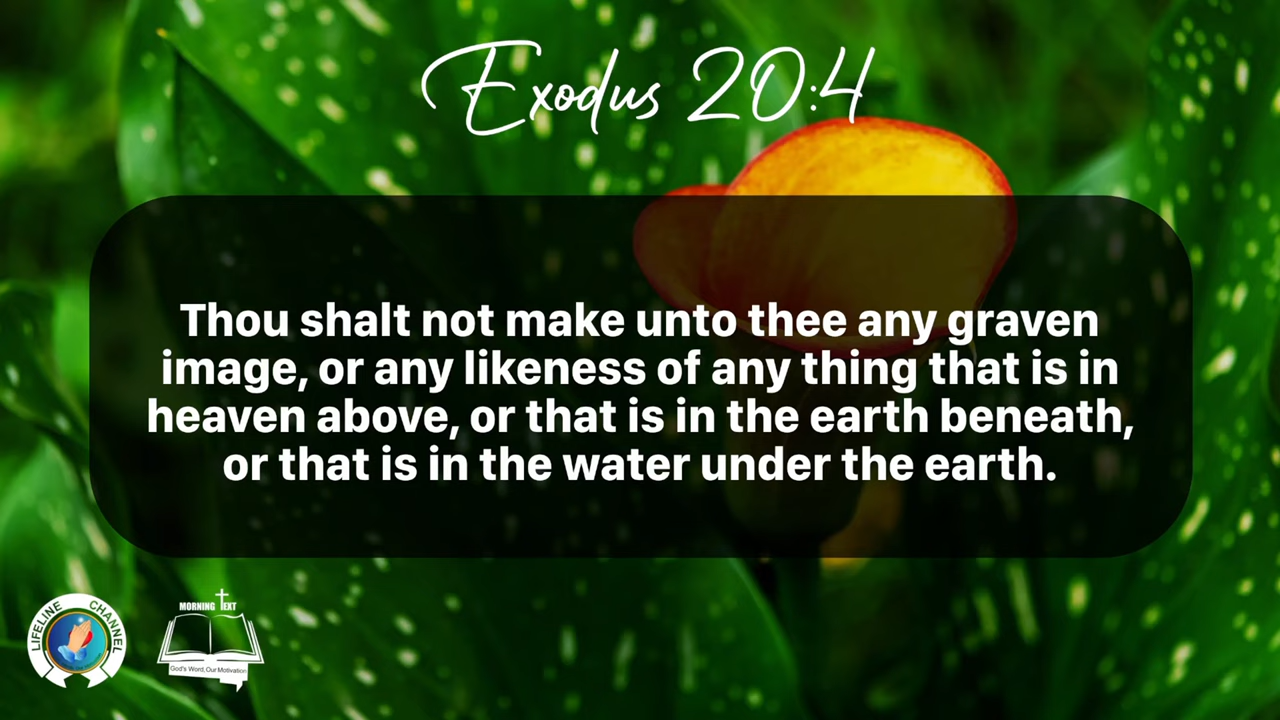 Exodus 20:4
Thou shalt not make unto thee any graven
image, or any likeness of any thing that is in
heaven above, or that is in the earth beneath,
or that is in the water under the earth.
LIFELINE CHANNEL
MORNING TEXT
God's Word, Our Motivation